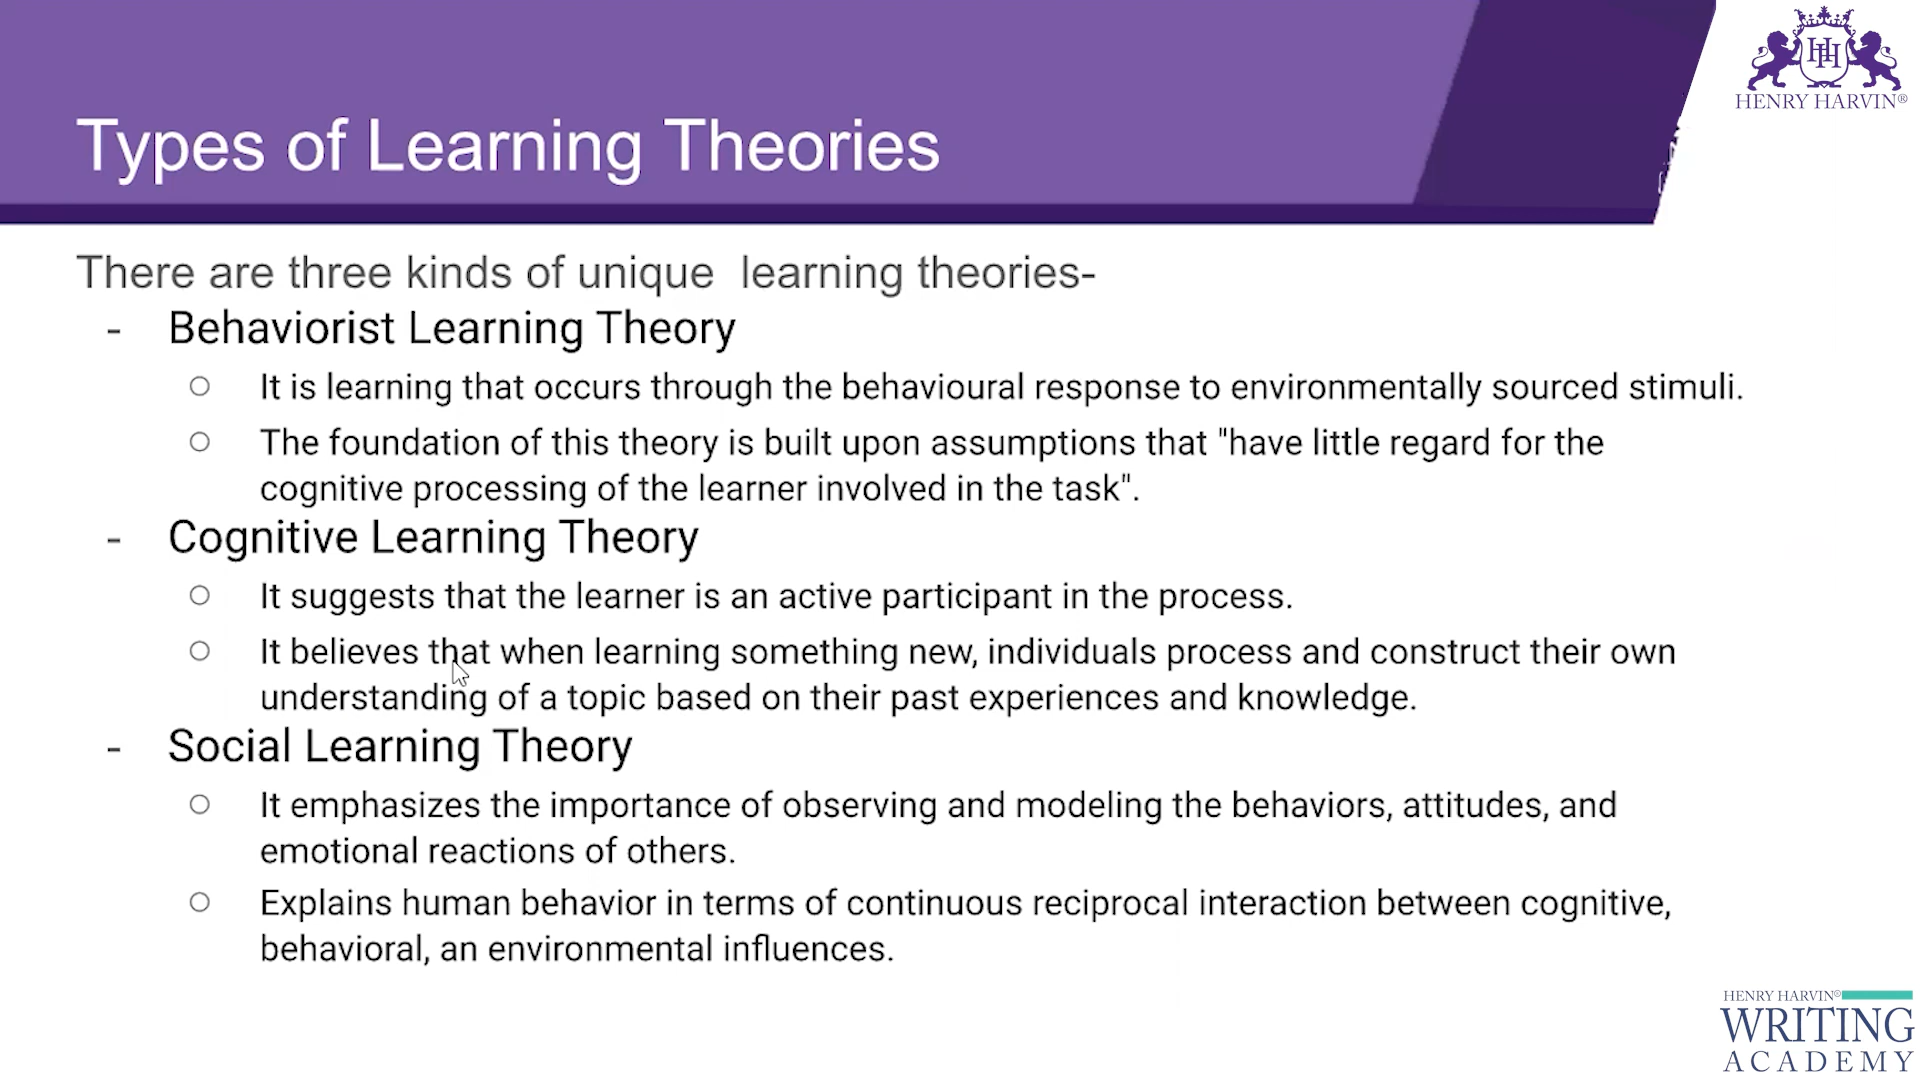 HH
HENRY HARVIN®
Types of Learning Theories
There are three kinds of unique  learning theories-
- Behaviorist Learning Theory
○ It is learning that occurs through the behavioural response to environmentally sourced stimuli.
○ The foundation of this theory is built upon assumptions that "have little regard for the
cognitive processing of the learner involved in the task".
- Cognitive Learning Theory
○ It suggests that the learner is an active participant in the process.
○ It believes that when learning something new, individuals process and construct their own
understanding of a topic based on their past experiences and knowledge.
- Social Learning Theory
○ It emphasizes the importance of observing and modeling the behaviors, attitudes, and
emotional reactions of others.
○ Explains human behavior in terms of continuous reciprocal interaction between cognitive,
behavioral, an environmental influences.
HENRY HARVIN®
WRITING
ACADEMY